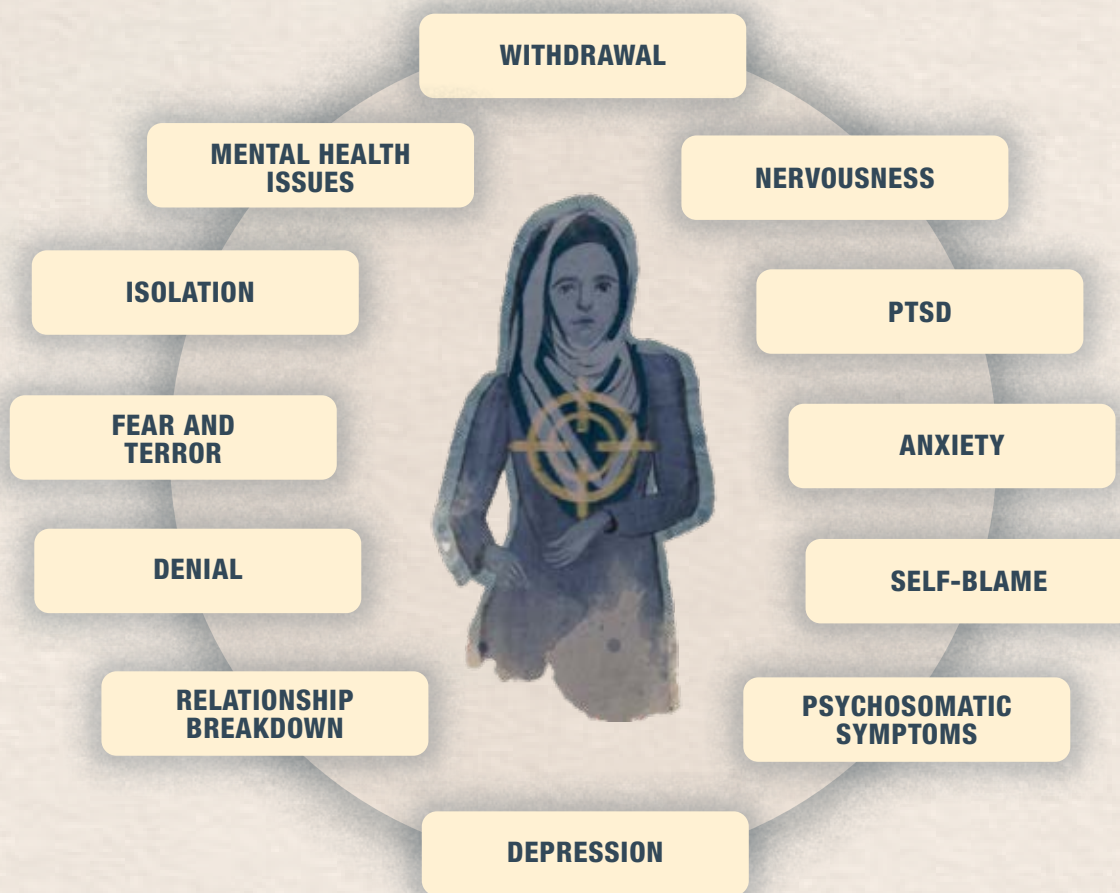 WITHDRAWAL
NERVOUSNESS
PTSD
ANXIETY
SELF-BLAME
PSYCHOSOMATIC
SYMPTOMS
DEPRESSION
RELATIONSHIP
BREAKDOWN
DENIAL
FEAR AND
TERROR
ISOLATION
MENTAL HEALTH
ISSUES